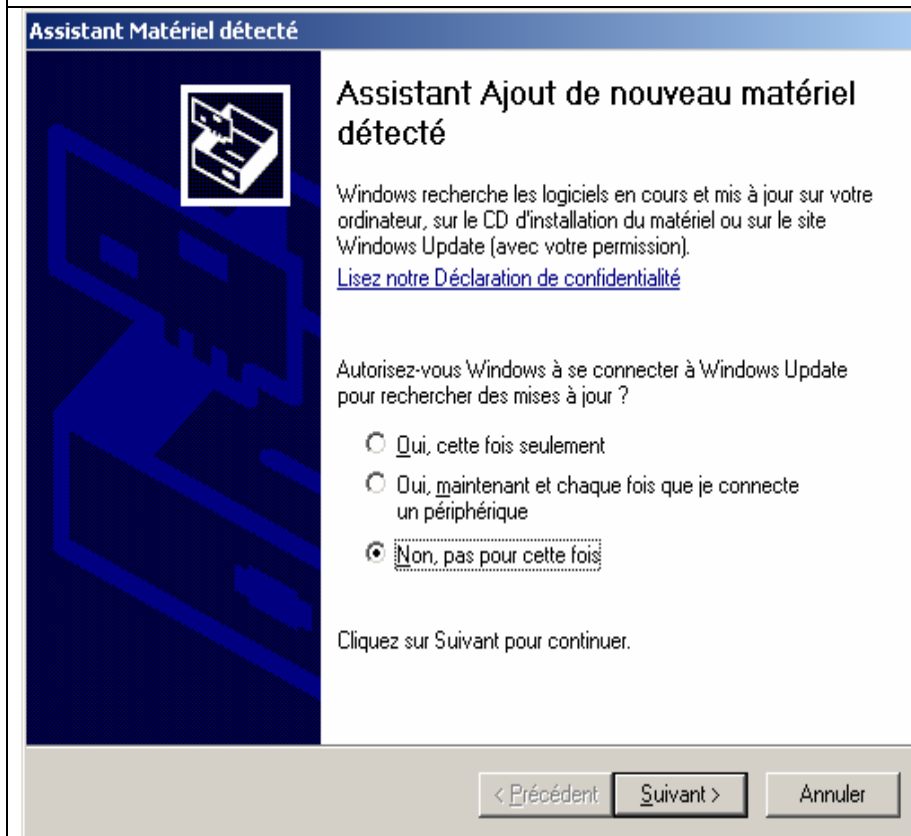 Assistant Matériel détecté
Assistant Ajout de nouveau matériel
détecté
Windows recherche les logiciels en cours et mis à jour sur votre
ordinateur, sur le CD d'installation du matériel ou sur le site
Windows Update (avec votre permission).
Lisez notre Déclaration de confidentialité
Autorisez-vous Windows à se connecter à Windows Update
pour rechercher des mises à jour ?
Oui, cette fois seulement
Oui, maintenant et chaque fois que je connecte
un périphérique
Non, pas pour cette fois
Cliquez sur Suivant pour continuer.
< Précédent
Suivant >
Annuler